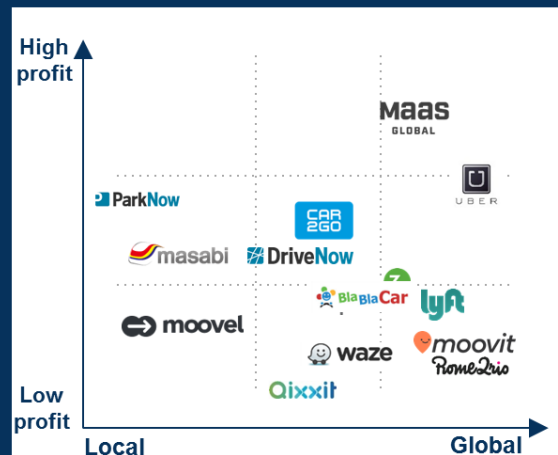 High
profit
MaaS
GLOBAL
UBER
ParkNow
CAR
2GO
masabi
DriveNow
BlaBlaCar
lyft
moovel
moovit
waze
Rome2rio
Qixxit
Low
profit
Local
Global